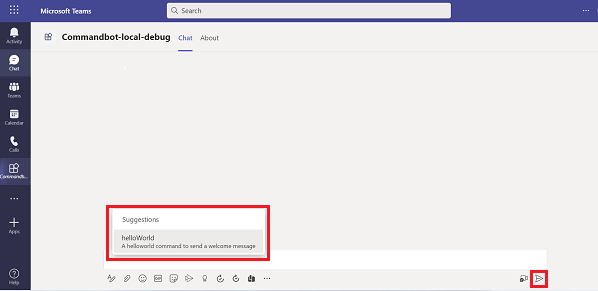 Microsoft Teams
Search
Activity
Chat
Teams
Calendar
Calls
Commandb...
Apps
Help
Commandbot-local-debug
Chat
About
Suggestions
helloWorld
A helloworld command to send a welcome message
GIF